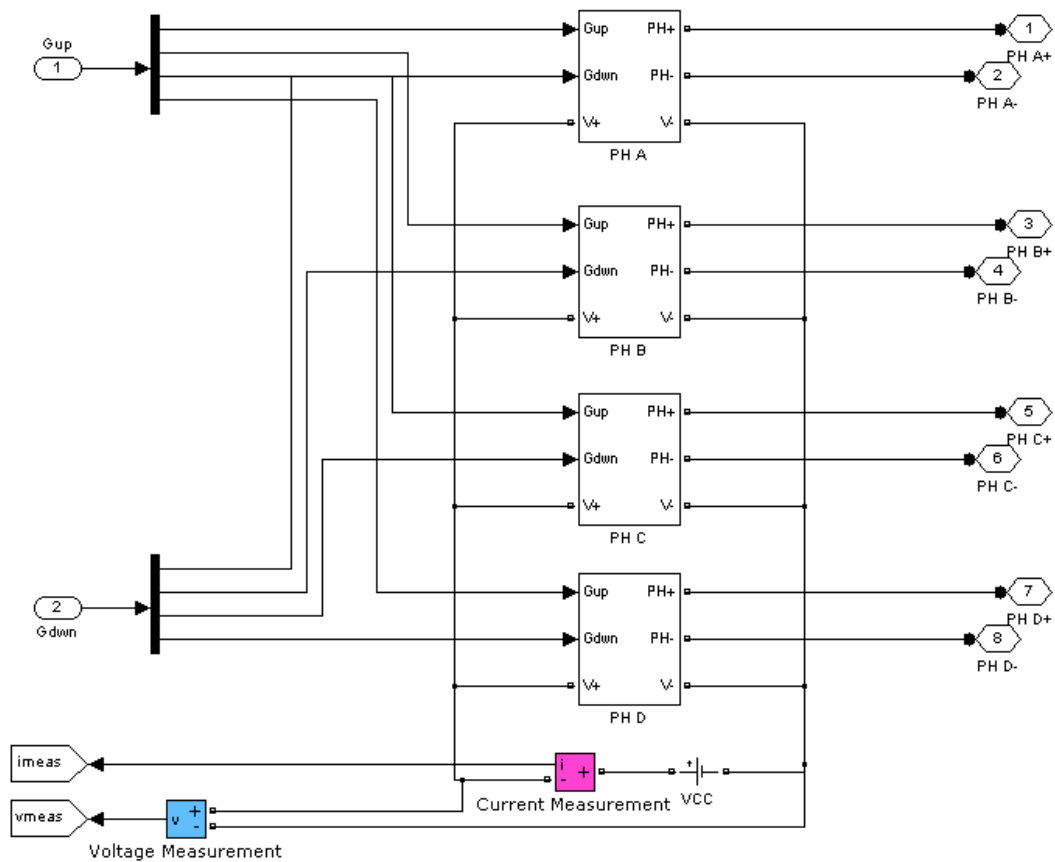 Gup
1
Gup PH+
Gdwn PH-
V+ V-
PH A
1
PH A+
2
PH A-
Gup PH+
Gdwn PH-
V+ V-
PH B
3
PH B+
4
PH B-
Gup PH+
Gdwn PH-
V+ V-
PH C
5
PH C+
6
PH C-
2
Gdwn
Gup PH+
Gdwn PH-
V+ V-
PH D
7
PH D+
8
PH D-
imeas
i
- +
Current Measurement
+
VCC
vmeas
v + -
Voltage Measurement